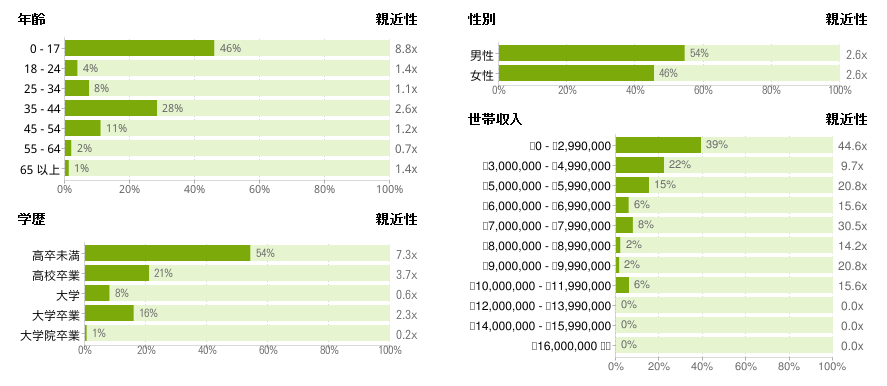 年齢 親近性
0 - 17 46% 8.8x
18 - 24 4% 1.4x
25 - 34 8% 1.1x
35 - 44 28% 2.6x
45 - 54 11% 1.2x
55 - 64 2% 0.7x
65 以上 1% 1.4x
0% 20% 40% 60% 80% 100%
学歴 親近性
高卒未満 54% 7.3x
高校卒業 21% 3.7x
大学 8% 0.6x
大学卒業 16% 2.3x
大学院卒業 1% 0.2x
0% 20% 40% 60% 80% 100%
性別 親近性
男性 54% 2.6x
女性 46% 2.6x
0% 20% 40% 60% 80% 100%
世帯収入 親近性
▯0 - ▯2,990,000 39% 44.6x
▯3,000,000 - ▯4,990,000 22% 9.7x
▯5,000,000 - ▯5,990,000 15% 20.8x
▯6,000,000 - ▯6,990,000 6% 15.6x
▯7,000,000 - ▯7,990,000 8% 30.5x
▯8,000,000 - ▯8,990,000 2% 14.2x
▯9,000,000 - ▯9,990,000 2% 20.8x
▯10,000,000 - ▯11,990,000 6% 15.6x
▯12,000,000 - ▯13,990,000 0% 0.0x
▯14,000,000 - ▯15,990,000 0% 0.0x
▯16,000,000 ▯▯ 0% 0.0x
0% 20% 40% 60% 80% 100%